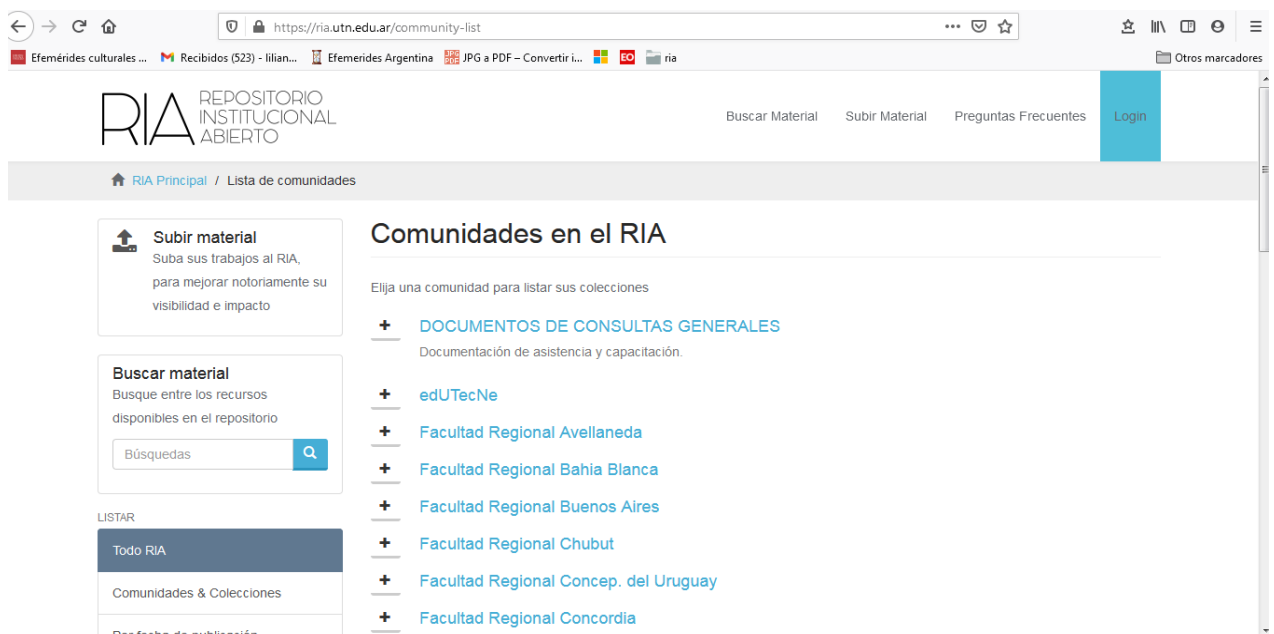 https://ria.utn.edu.ar/community-list
Efemérides culturales ...
Recibidos (523) - lilian...
Efemerides Argentina
JPG a PDF – Convertir i...
EO
ria
Otros marcadores
RIA REPOSITORIO
INSTITUCIONAL
ABIERTO
Buscar Material
Subir Material
Preguntas Frecuentes
Login
RIA Principal / Lista de comunidades
Subir material
Suba sus trabajos al RIA,
para mejorar notoriamente su
visibilidad e impacto
Buscar material
Busque entre los recursos
disponibles en el repositorio
Búsquedas
LISTAR
Todo RIA
Comunidades & Colecciones
Por fecha de publicación
Comunidades en el RIA
Elija una comunidad para listar sus colecciones
+ DOCUMENTOS DE CONSULTAS GENERALES
Documentación de asistencia y capacitación.
+ edUTecNe
+ Facultad Regional Avellaneda
+ Facultad Regional Bahia Blanca
+ Facultad Regional Buenos Aires
+ Facultad Regional Chubut
+ Facultad Regional Concep. del Uruguay
+ Facultad Regional Concordia